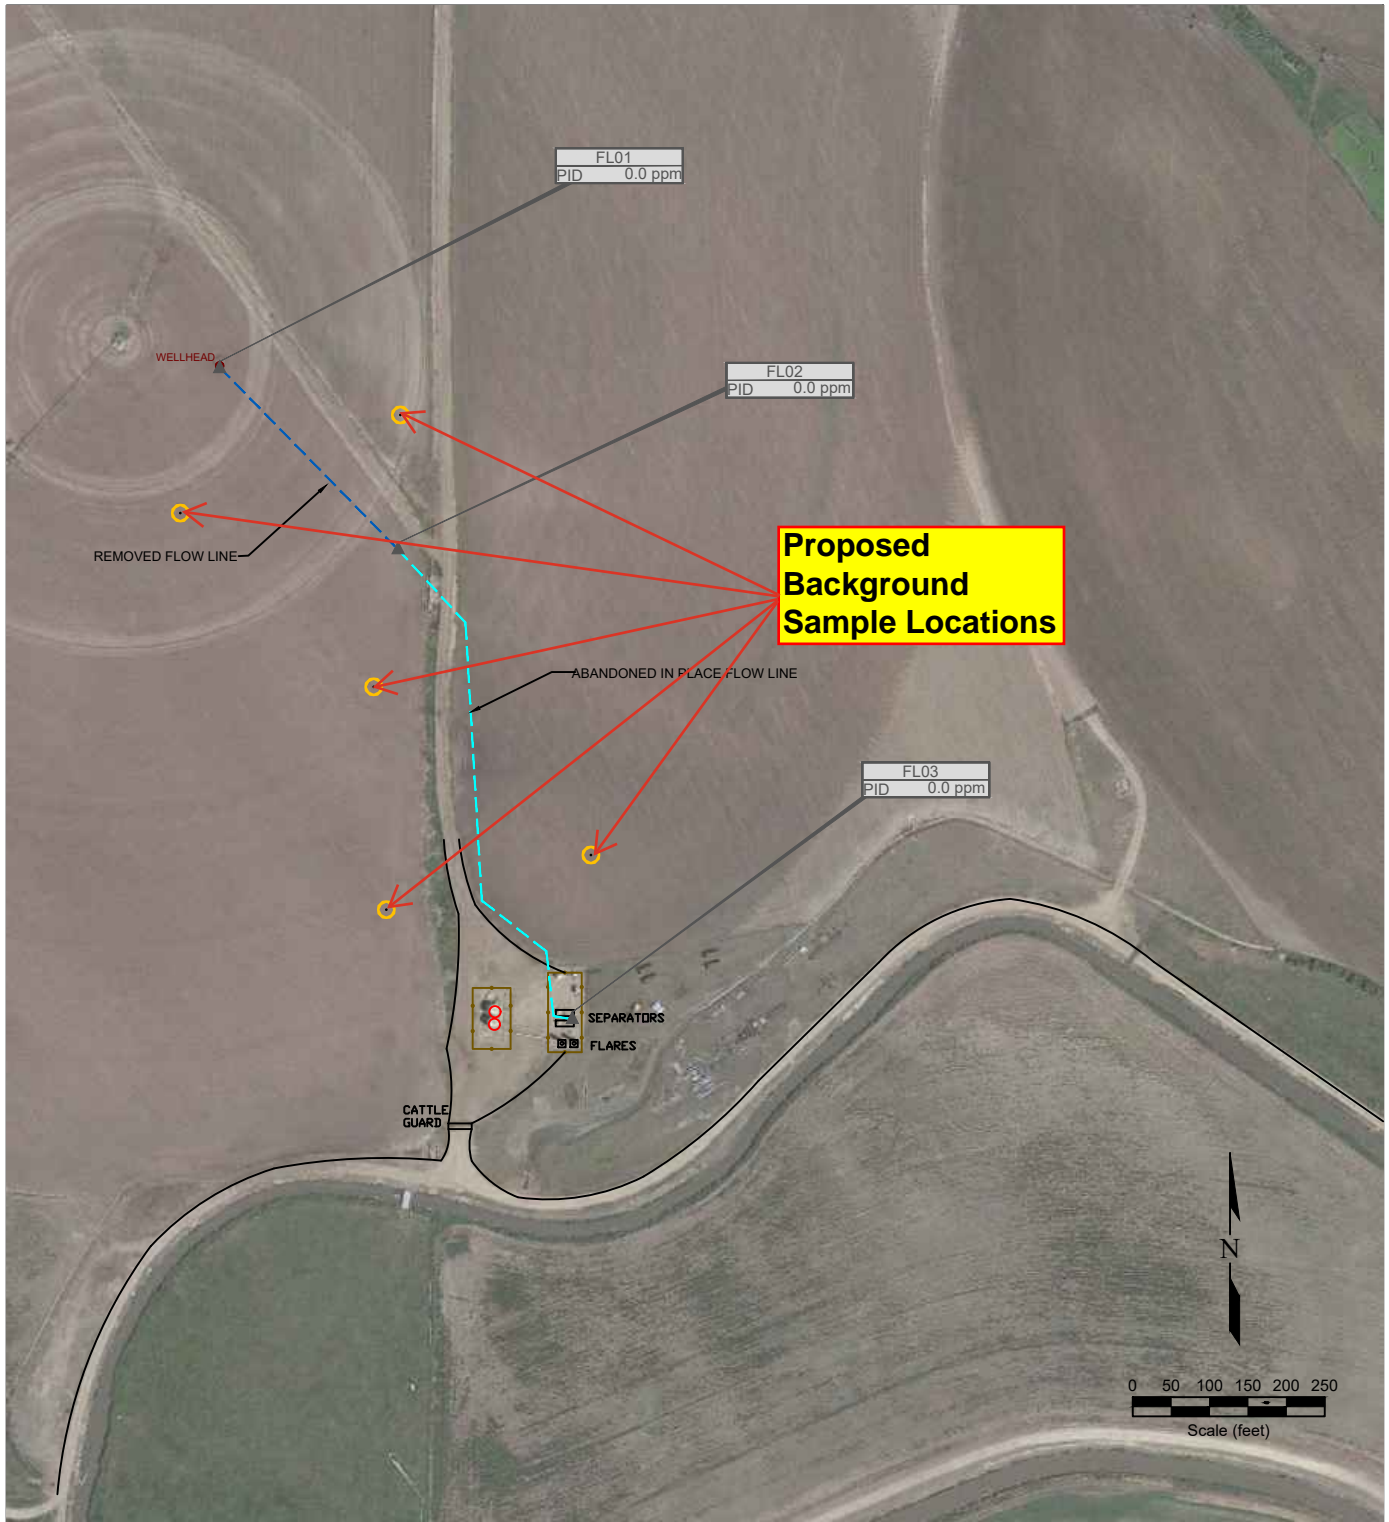 FL01
PID 0.0 ppm
WELLHEAD
FL02
PID 0.0 ppm
REMOVED FLOW LINE
Proposed
Background
Sample Locations
ABANDONED IN PLACE FLOW LINE
FL03
PID 0.0 ppm
SEPARATORS
FLARES
CATTLE
GUARD
N
0 50 100 150 200 250
Scale (feet)